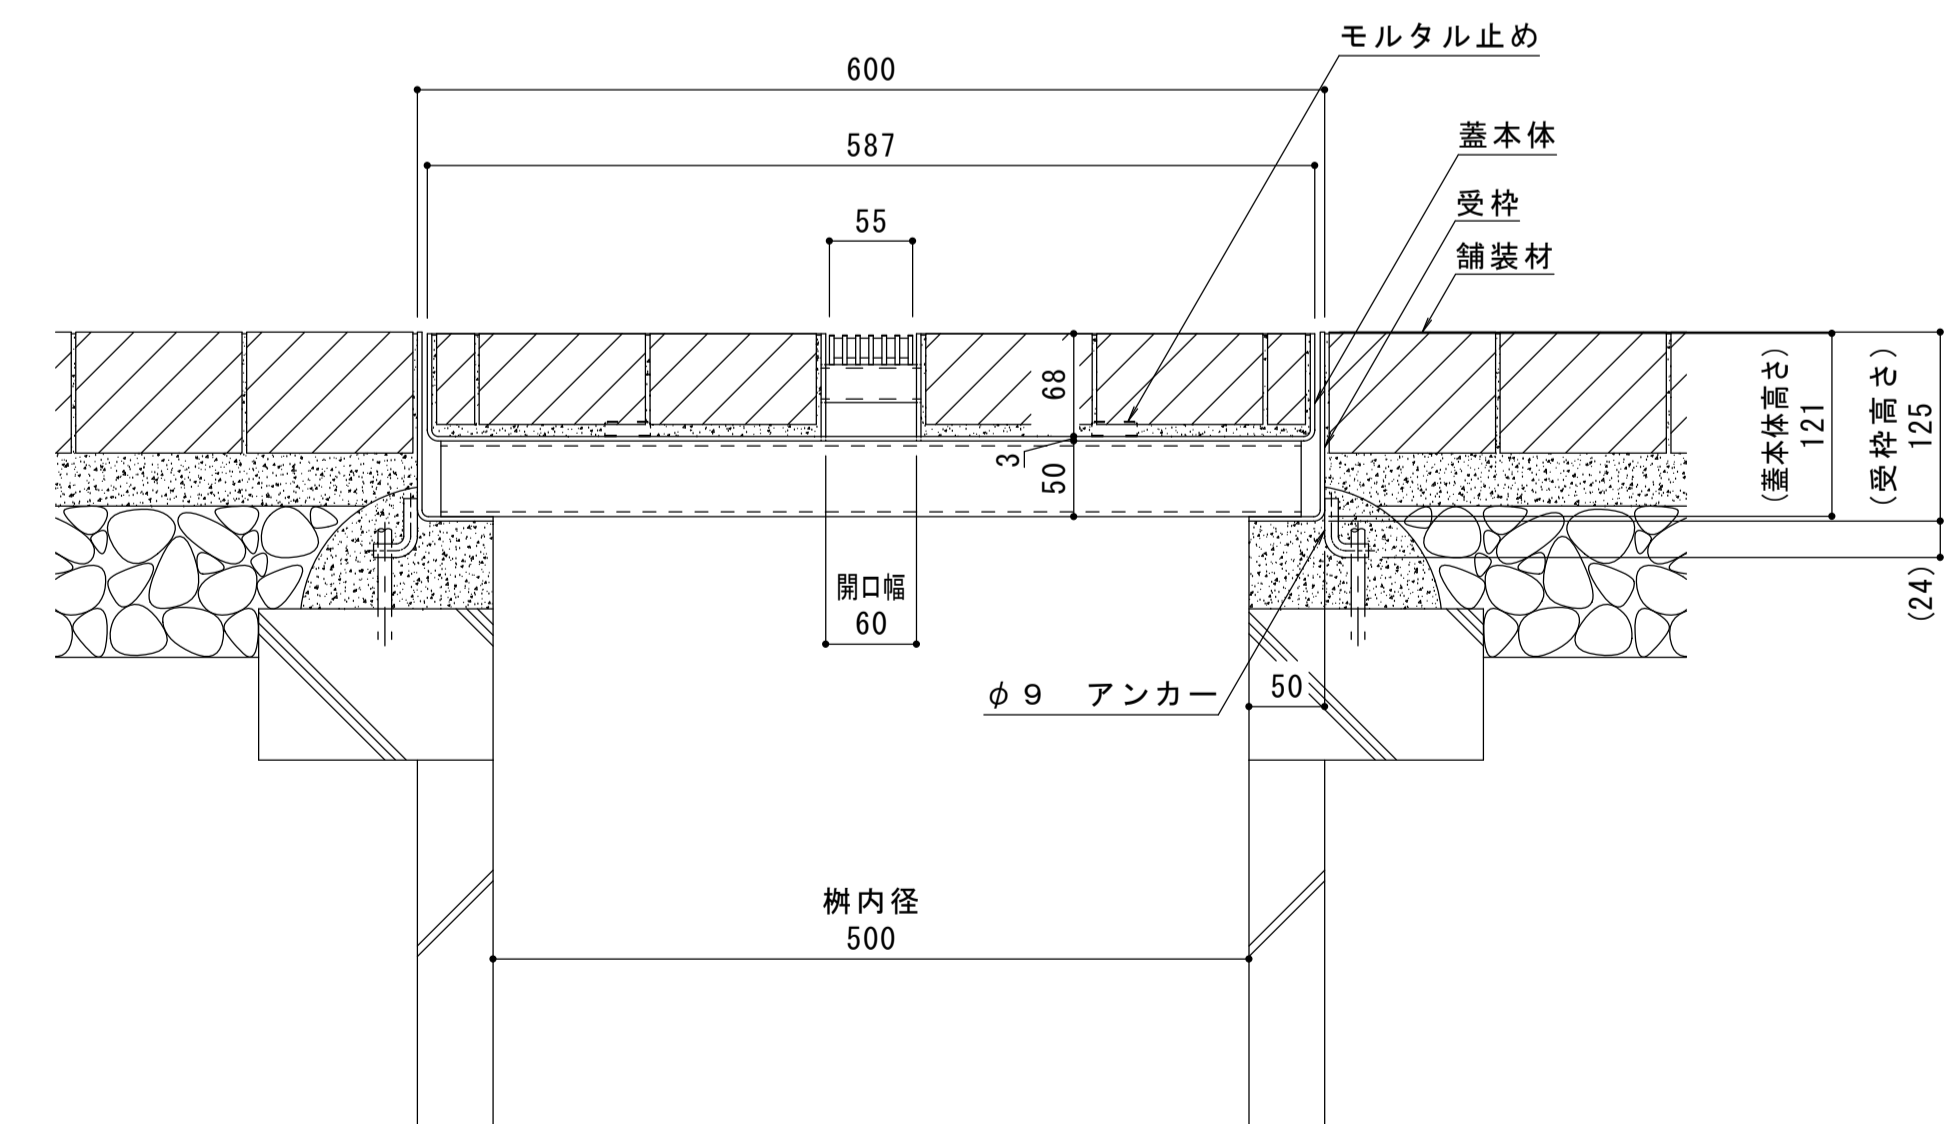 モルタル止め
600
蓋本体
587
受枠
55
舗装材
68
3
50
(蓋本体高さ)
121
(受枠高さ)
125
(24)
開口幅
60
φ9 アンカー
50
桝内径
500